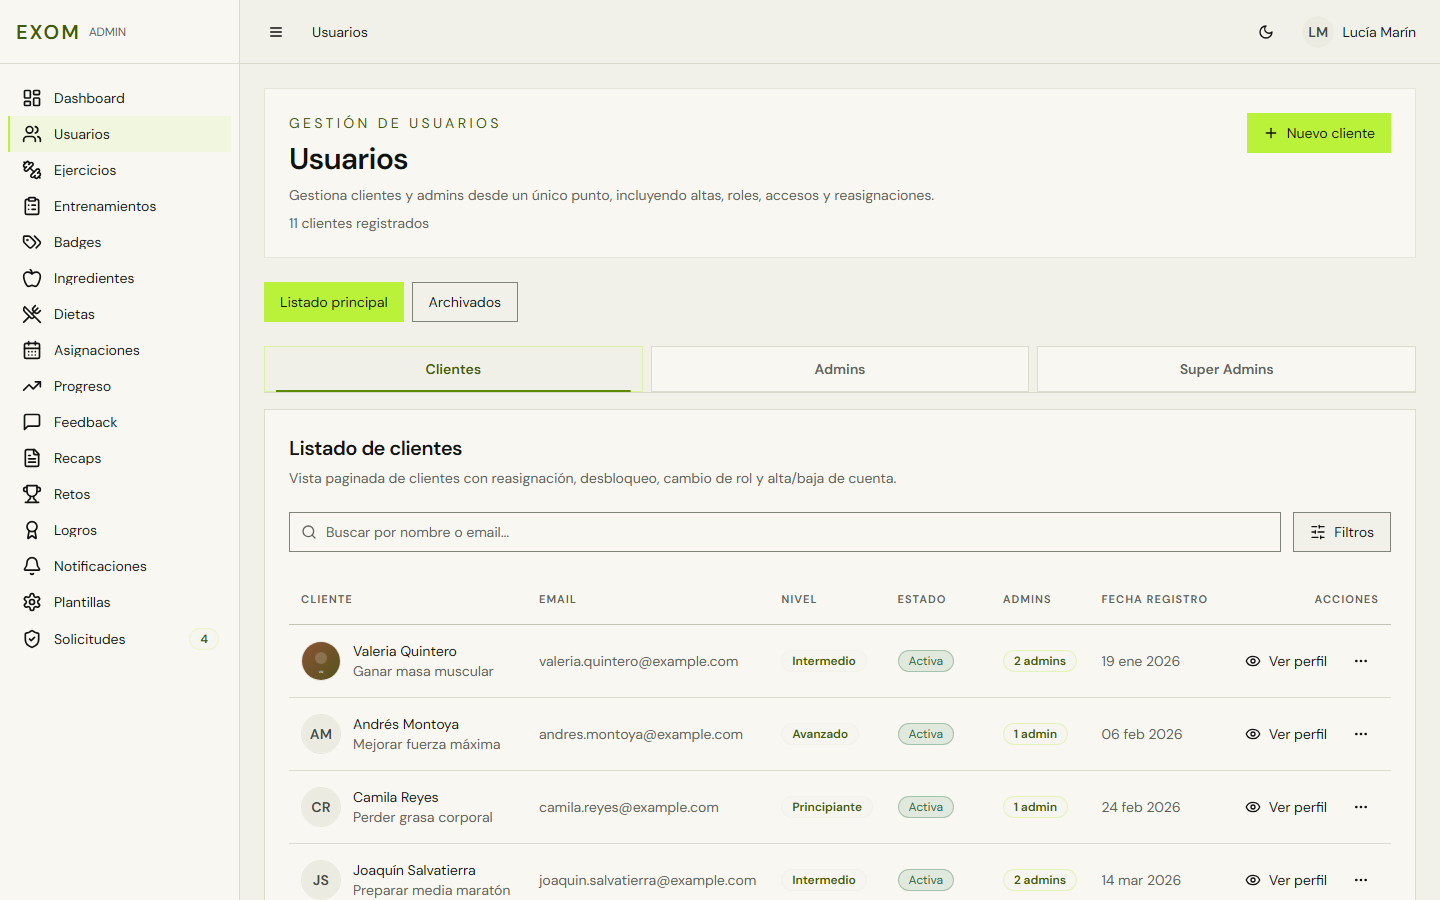 EXOM ADMIN
Usuarios
LM Lucía Marín
Dashboard
Usuarios
Ejercicios
Entrenamientos
Badges
Ingredientes
Dietas
Asignaciones
Progreso
Feedback
Recaps
Retos
Logros
Notificaciones
Plantillas
Solicitudes 4
GESTIÓN DE USUARIOS
Usuarios
Gestiona clientes y admins desde un único punto, incluyendo altas, roles, accesos y reasignaciones.
11 clientes registrados
Nuevo cliente
Listado principal Archivados
Clientes Admins Super Admins
Listado de clientes
Vista paginada de clientes con reasignación, desbloqueo, cambio de rol y alta/baja de cuenta.
Buscar por nombre o email...
Filtros
CLIENTE EMAIL NIVEL ESTADO ADMINS FECHA REGISTRO ACCIONES
Valeria Quintero
Ganar masa muscular
valeria.quintero@example.com Intermedio Activa 2 admins 19 ene 2026 Ver perfil
AM
Andrés Montoya
Mejorar fuerza máxima
andres.montoya@example.com Avanzado Activa 1 admin 06 feb 2026 Ver perfil
CR
Camila Reyes
Perder grasa corporal
camila.reyes@example.com Principiante Activa 1 admin 24 feb 2026 Ver perfil
JS
Joaquín Salvatierra
Preparar media maratón
joaquin.salvatierra@example.com Intermedio Activa 2 admins 14 mar 2026 Ver perfil